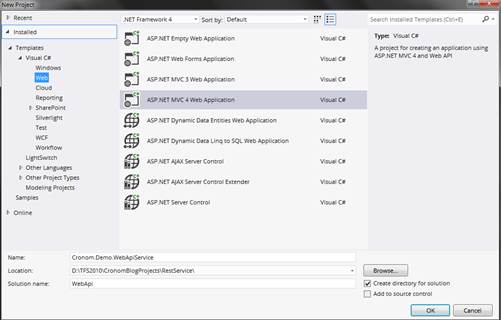 New Project
Recent
Installed
Templates
Visual C#
Windows
Web
Cloud
Reporting
SharePoint
Silverlight
Test
WCF
Workflow
LightSwitch
Other Languages
Other Project Types
Modeling Projects
Samples
Online
.NET Framework 4 Sort by: Default
ASP.NET Empty Web Application Visual C#
ASP.NET Web Forms Application Visual C#
ASP.NET MVC 3 Web Application Visual C#
ASP.NET MVC 4 Web Application Visual C#
ASP.NET Dynamic Data Entities Web Application Visual C#
ASP.NET Dynamic Data Linq to SQL Web Application Visual C#
ASP.NET AJAX Server Control Visual C#
ASP.NET AJAX Server Control Extender Visual C#
ASP.NET Server Control Visual C#
Search Installed Templates (Ctrl+E)
Type: Visual C#
A project for creating an application using
ASP.NET MVC 4 and Web API
Name: Cronom.Demo.WebApiService
Location: D:\TFS2010\CronomBlogProjects\RestService\
Solution name: WebApi
Browse...
Create directory for solution
Add to source control
OK Cancel